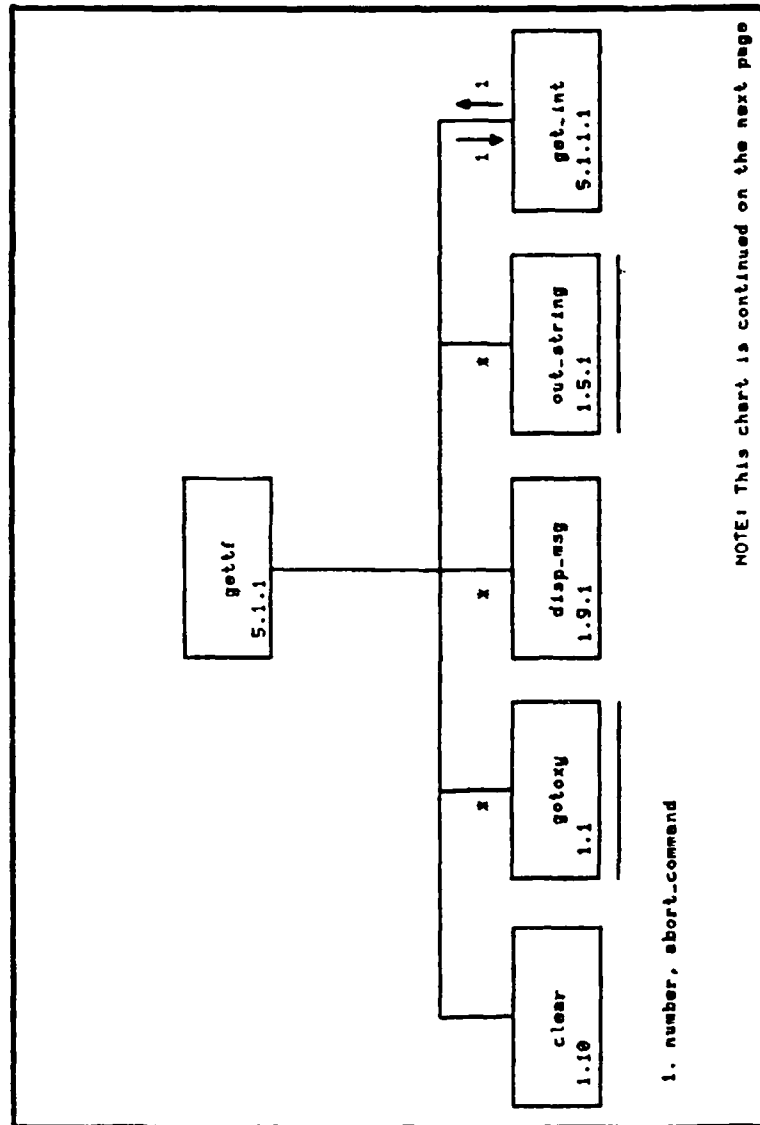 gettf
5.1.1
clear
1.10
*
gotoxy
1.1
*
disp_msg
1.9.1
*
out_string
1.5.1
1
1
get_int
5.1.1.1
1. number, abort_command
NOTE: This chart is continued on the next page